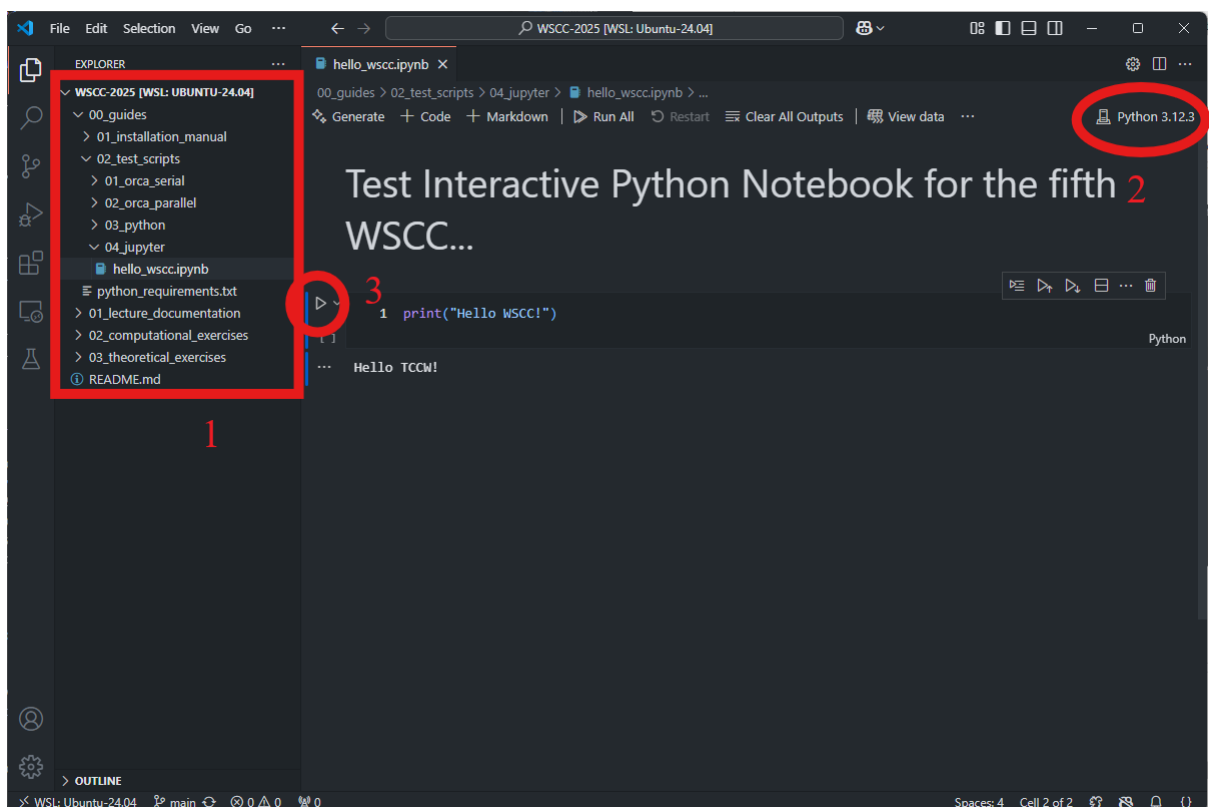 File Edit Selection View Go ···
WSCC-2025 [WSL: Ubuntu-24.04]
EXPLORER
WSCC-2025 [WSL: UBUNTU-24.04]
00_guides
01_installation_manual
02_test_scripts
01_orca_serial
02_orca_parallel
03_python
04_jupyter
hello_wscc.ipynb
python_requirements.txt
01_lecture_documentation
02_computational_exercises
03_theoretical_exercises
README.md
1
OUTLINE
hello_wscc.ipynb
00_guides > 02_test_scripts > 04_jupyter > hello_wscc.ipynb > ...
Generate + Code + Markdown | Run All Restart Clear All Outputs | View data ··· Python 3.12.3
2
Test Interactive Python Notebook for the fifth
WSCC...
3
1 print("Hello WSCC!")
[ ]
Python
··· Hello TCCW!
WSL: Ubuntu-24.04 main 0 0 0 Spaces: 4 Cell 2 of 2 {}